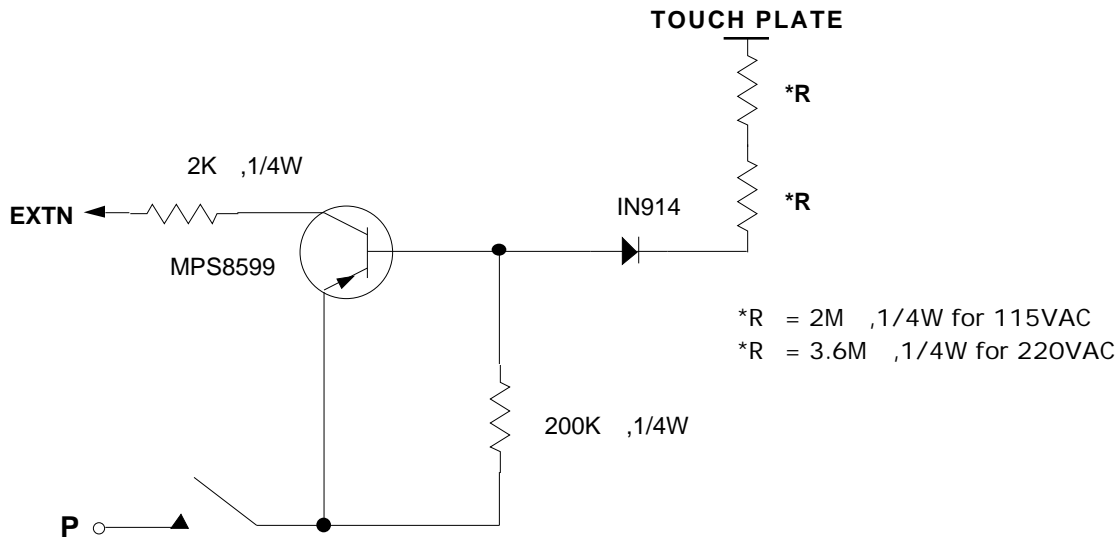 TOUCH PLATE
*R
2K ,1/4W
*R
IN914
EXTN
MPS8599
*R = 2M ,1/4W for 115VAC
*R = 3.6M ,1/4W for 220VAC
200K ,1/4W
P